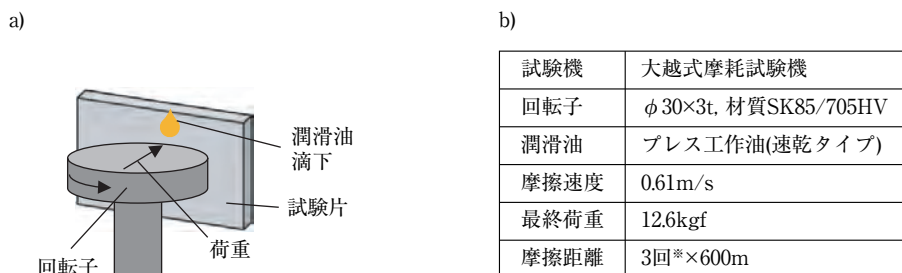 a)
潤滑油
滴下
試験片
荷重
回転子
b)
試験機 大越式摩耗試験機
回転子 φ30×3t, 材質SK85/705HV
潤滑油 プレス工作油(速乾タイプ)
摩擦速度 0.61m/s
最終荷重 12.6kgf
摩擦距離 3回※×600m